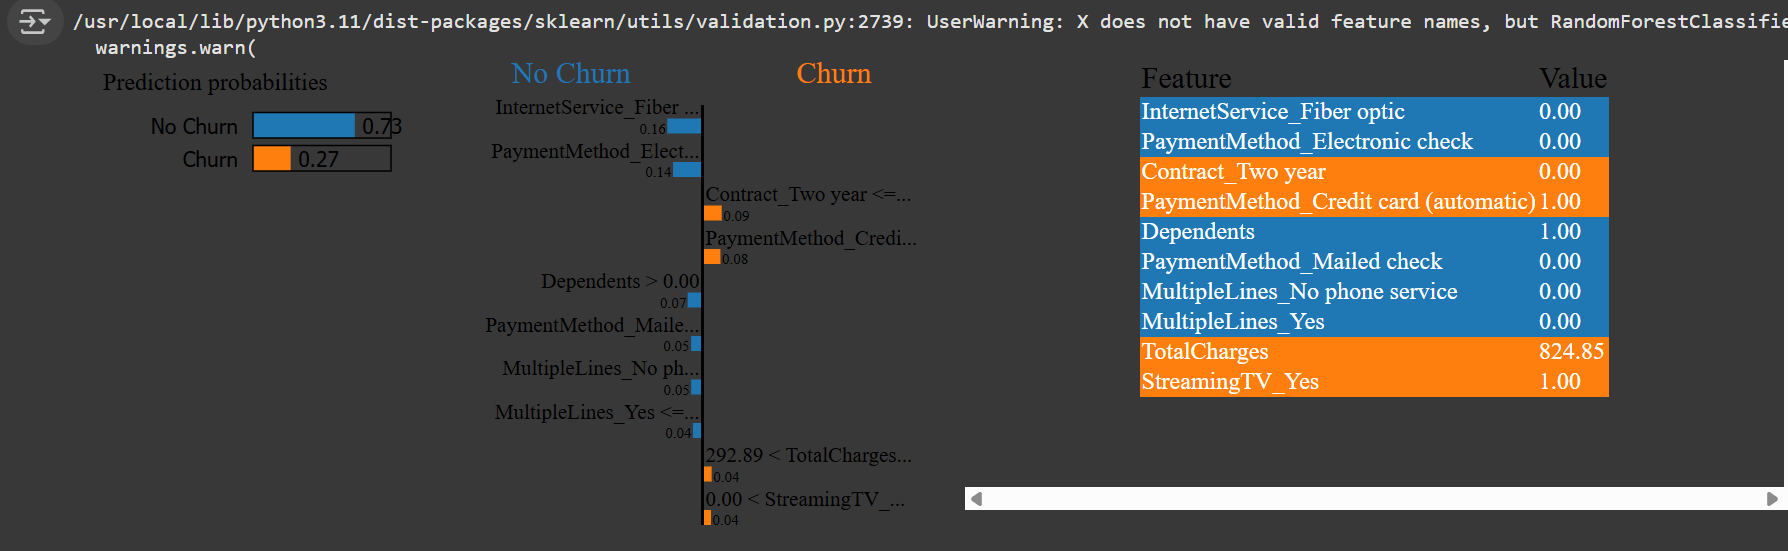 /usr/local/lib/python3.11/dist-packages/sklearn/utils/validation.py:2739: UserWarning: X does not have valid feature names, but RandomForestClassifie
warnings.warn(
Prediction probabilities
No Churn 0.73
Churn 0.27
No Churn Churn
InternetService_Fiber ...
0.16
PaymentMethod_Elect...
0.14
Contract_Two year <=...
0.09
PaymentMethod_Credi...
0.08
Dependents > 0.00
0.07
PaymentMethod_Maile...
0.05
MultipleLines_No ph...
0.05
MultipleLines_Yes <=...
0.04
292.89 < TotalCharges...
0.04
0.00 < StreamingTV_...
0.04
Feature Value
InternetService_Fiber optic 0.00
PaymentMethod_Electronic check 0.00
Contract_Two year 0.00
PaymentMethod_Credit card (automatic) 1.00
Dependents 1.00
PaymentMethod_Mailed check 0.00
MultipleLines_No phone service 0.00
MultipleLines_Yes 0.00
TotalCharges 824.85
StreamingTV_Yes 1.00